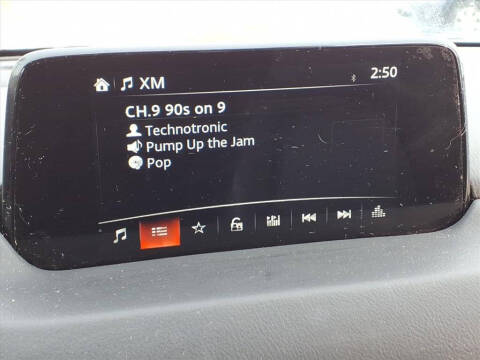 XM
2:50
CH.9 90s on 9
Technotronic
Pump Up the Jam
Pop